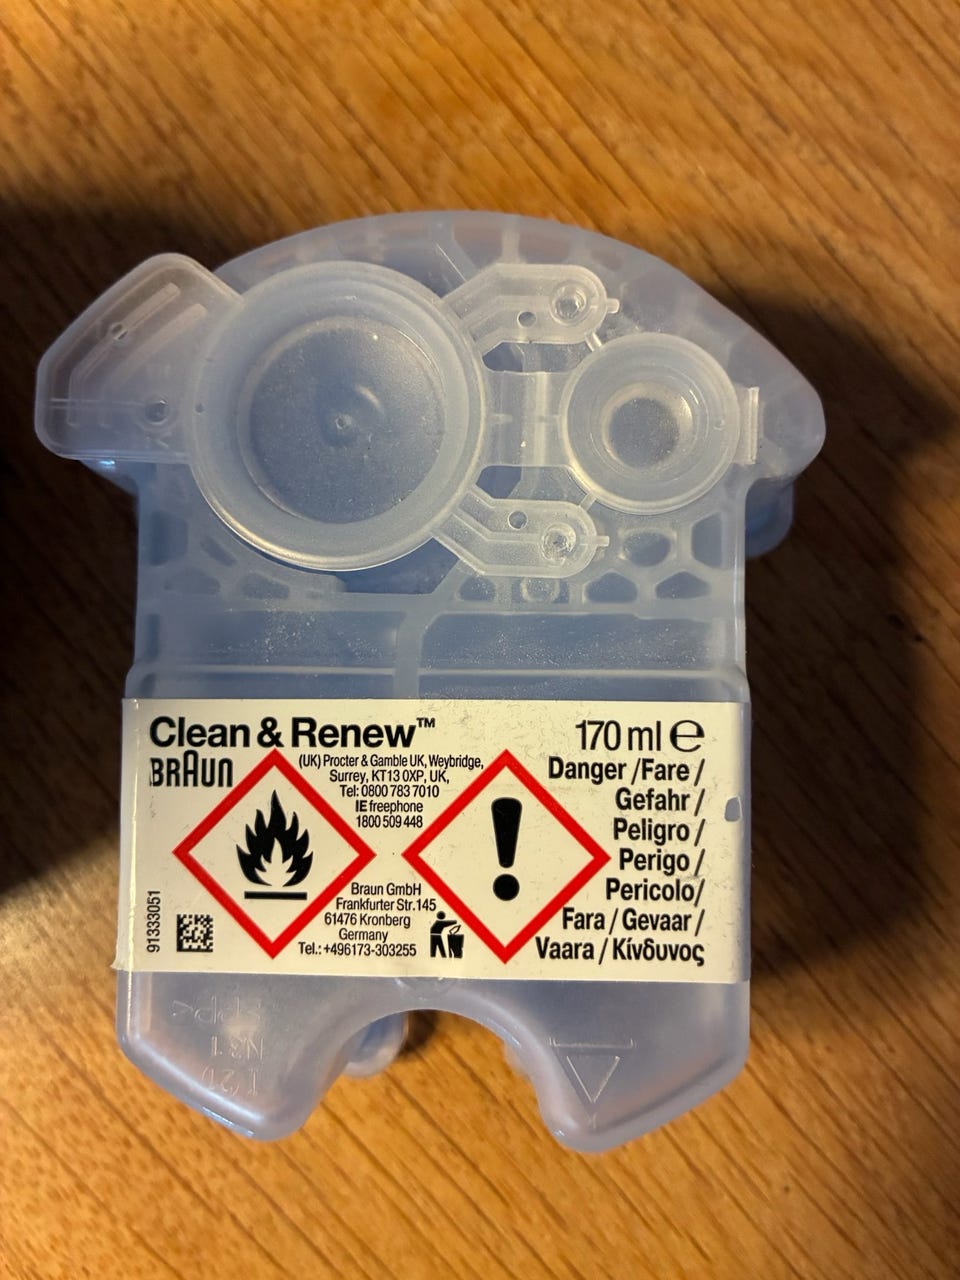 Clean & Renew™
BRAUN
(UK) Procter & Gamble UK, Weybridge,
Surrey, KT13 0XP, UK,
Tel: 0800 783 7010
IE freephone
1800 509 448
Braun GmbH
Frankfurter Str. 145
61476 Kronberg
Germany
Tel.: +496173-303255
91333051
170 ml ℮
Danger / Fare /
Gefahr /
Peligro /
Perigo /
Pericolo/
Fara / Gevaar /
Vaara / Κίνδυνος